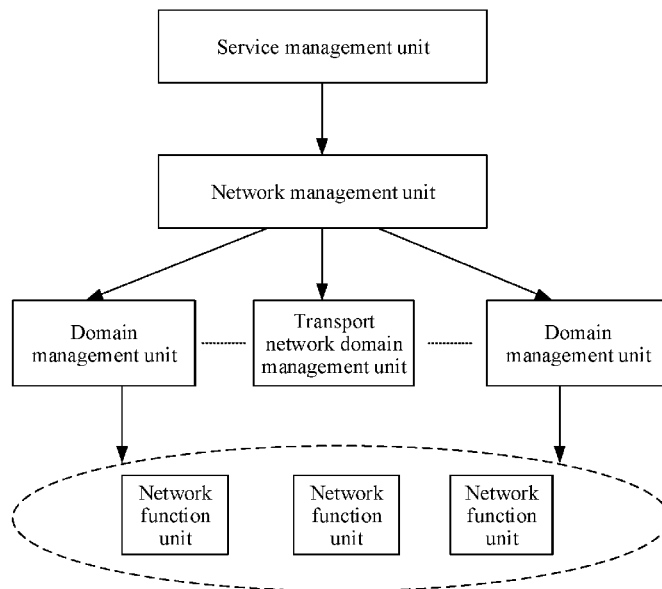 Service management unit
Network management unit
Domain
management unit
Transport
network domain
management unit
Domain
management unit
Network
function
unit
Network
function
unit
Network
function
unit